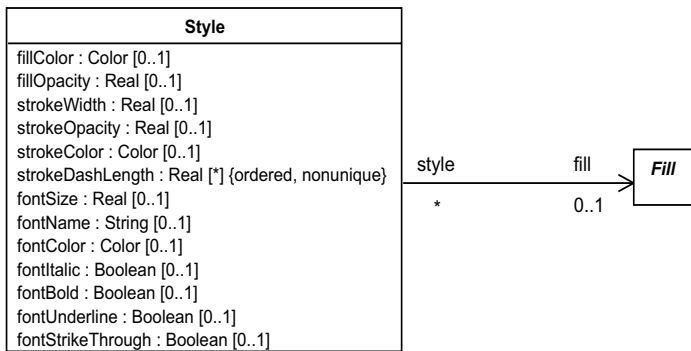 Style
fillColor : Color [0..1]
fillOpacity : Real [0..1]
strokeWidth : Real [0..1]
strokeOpacity : Real [0..1]
strokeColor : Color [0..1]
strokeDashLength : Real [*] {ordered, nonunique}
fontSize : Real [0..1]
fontName : String [0..1]
fontColor : Color [0..1]
fontItalic : Boolean [0..1]
fontBold : Boolean [0..1]
fontUnderline : Boolean [0..1]
fontStrikeThrough : Boolean [0..1]
style fill
* 0..1
Fill